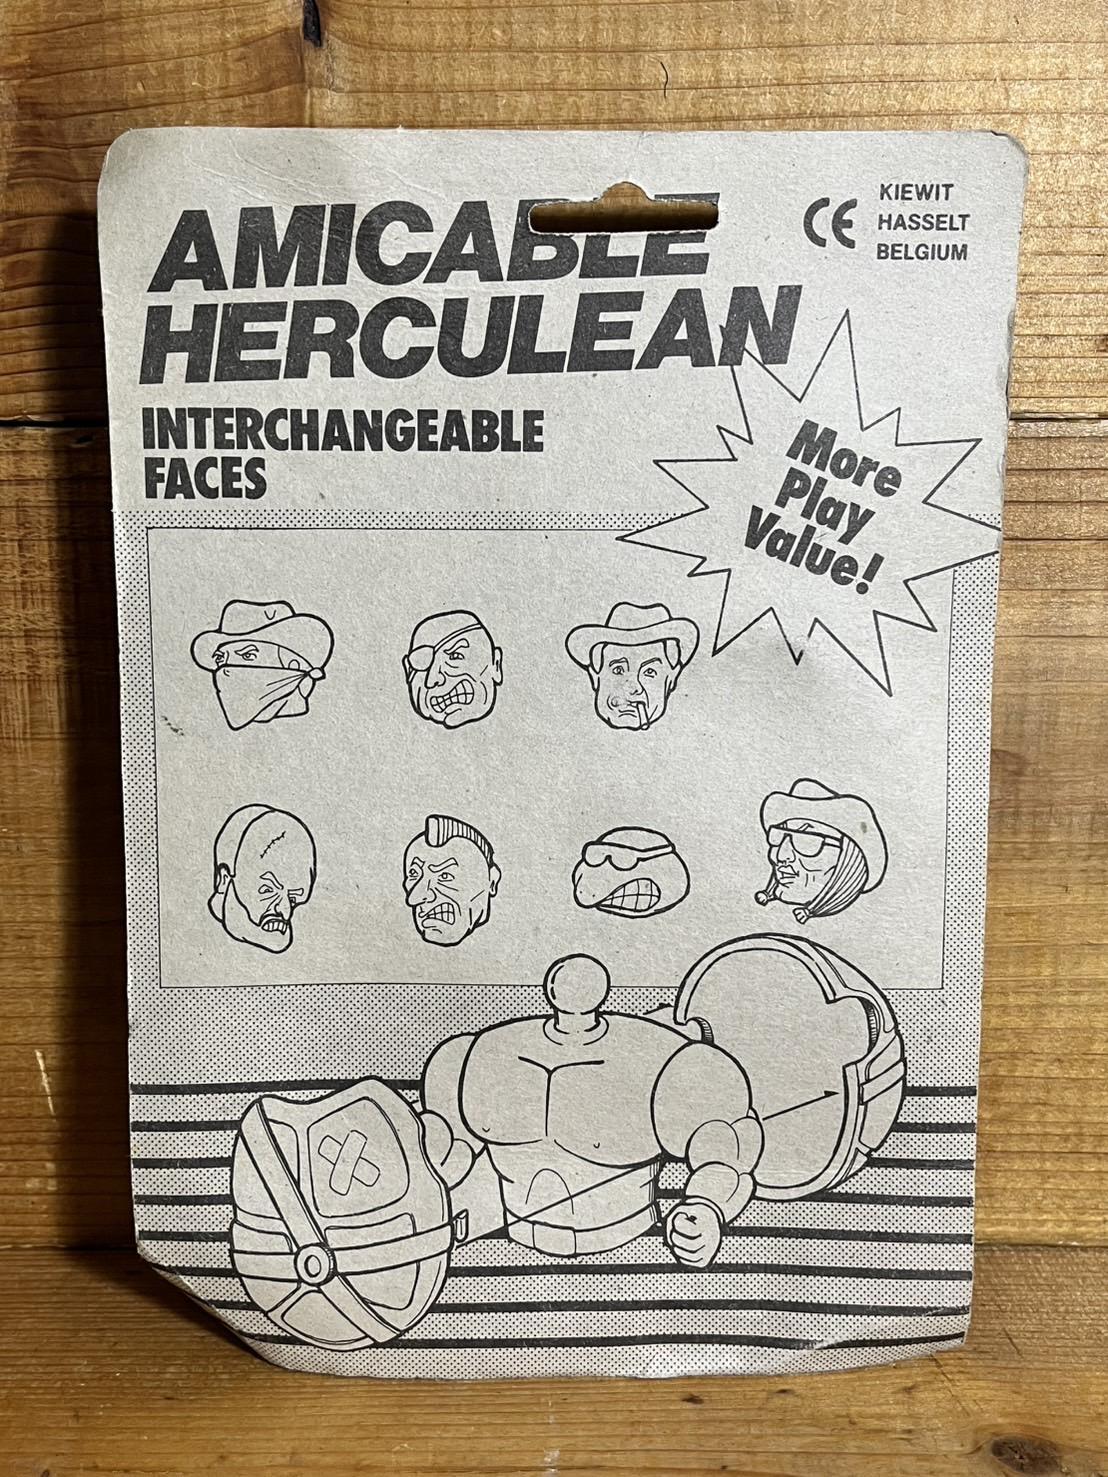 AMICABLE
HERCULEAN
INTERCHANGEABLE
FACES
CE
KIEWIT
HASSELT
BELGIUM
More
Play
Value!